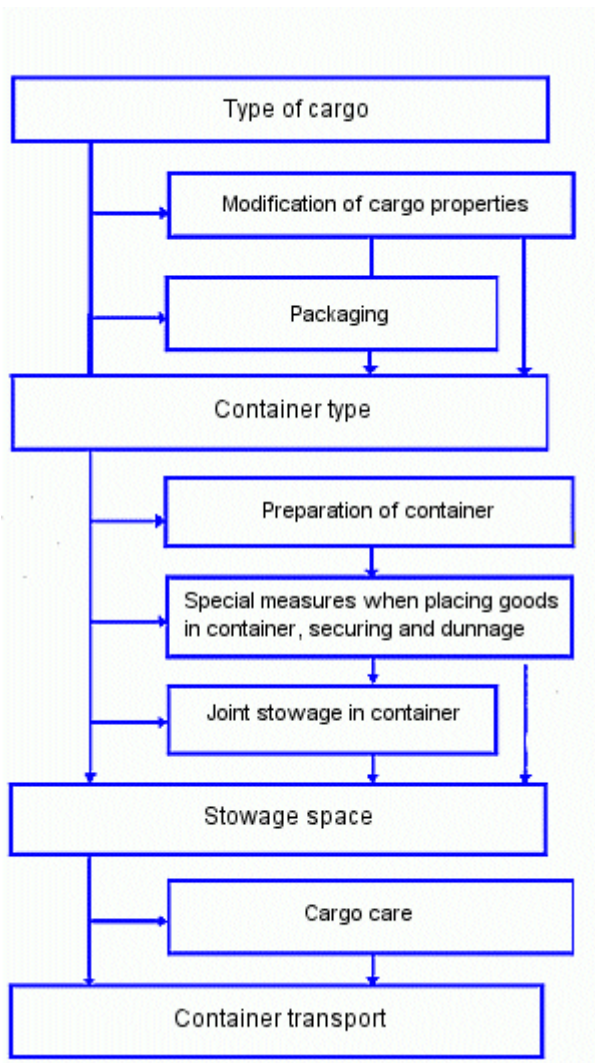 Type of cargo
Modification of cargo properties
Packaging
Container type
Preparation of container
Special measures when placing goods
in container, securing and dunnage
Joint stowage in container
Stowage space
Cargo care
Container transport